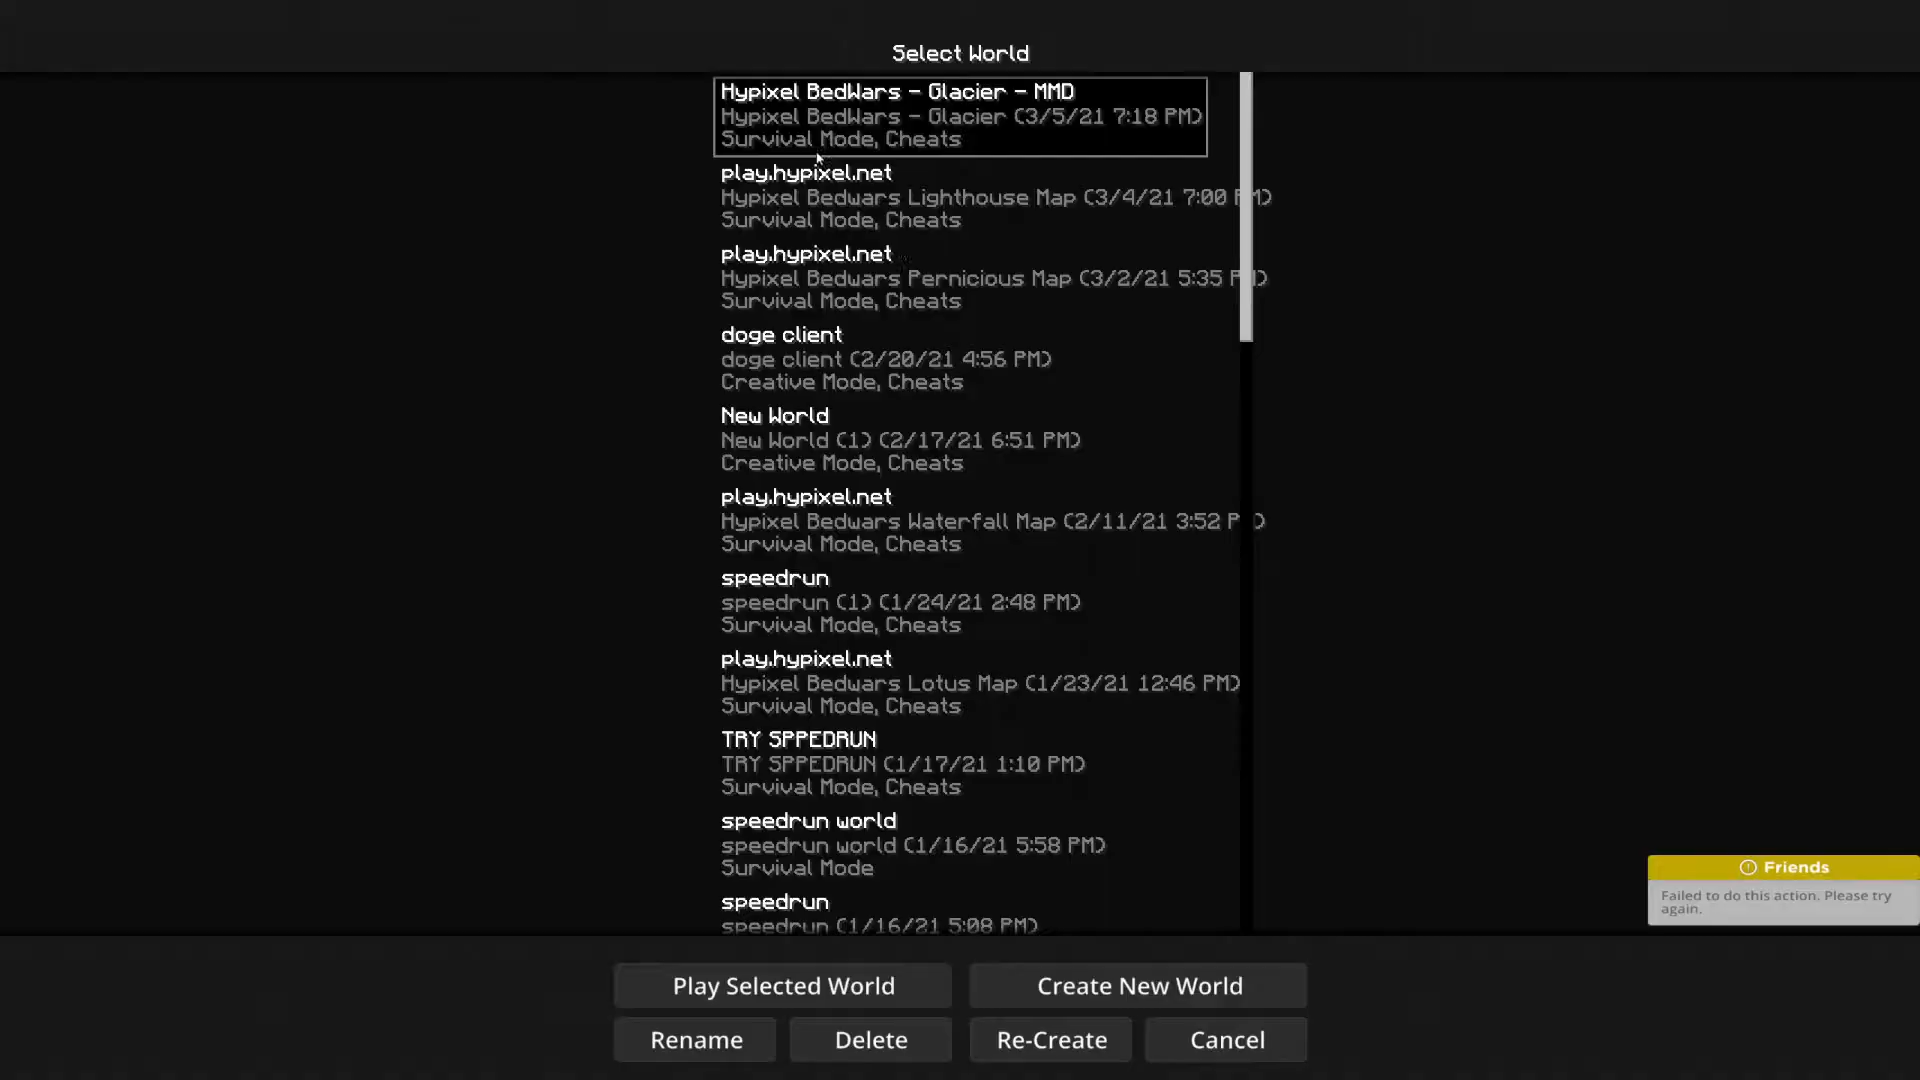 Select World
Hypixel BedWars - Glacier - MMD
Hypixel BedWars - Glacier (3/5/21 7:18 PM)
Survival Mode, Cheats
play.hypixel.net
Hypixel Bedwars Lighthouse Map (3/4/21 7:00 PM)
Survival Mode, Cheats
play.hypixel.net
Hypixel Bedwars Pernicious Map (3/2/21 5:35 PM)
Survival Mode, Cheats
doge client
doge client (2/20/21 4:56 PM)
Creative Mode, Cheats
New World
New World (1) (2/17/21 6:51 PM)
Creative Mode, Cheats
play.hypixel.net
Hypixel Bedwars Waterfall Map (2/11/21 3:52 PM)
Survival Mode, Cheats
speedrun
speedrun (1) (1/24/21 2:48 PM)
Survival Mode, Cheats
play.hypixel.net
Hypixel Bedwars Lotus Map (1/23/21 12:46 PM)
Survival Mode, Cheats
TRY SPPEDRUN
TRY SPPEDRUN (1/17/21 1:10 PM)
Survival Mode, Cheats
speedrun world
speedrun world (1/16/21 5:58 PM)
Survival Mode
speedrun
speedrun (1/16/21 5:08 PM)
Friends
Failed to do this action. Please try
again.
Play Selected World
Create New World
Rename
Delete
Re-Create
Cancel